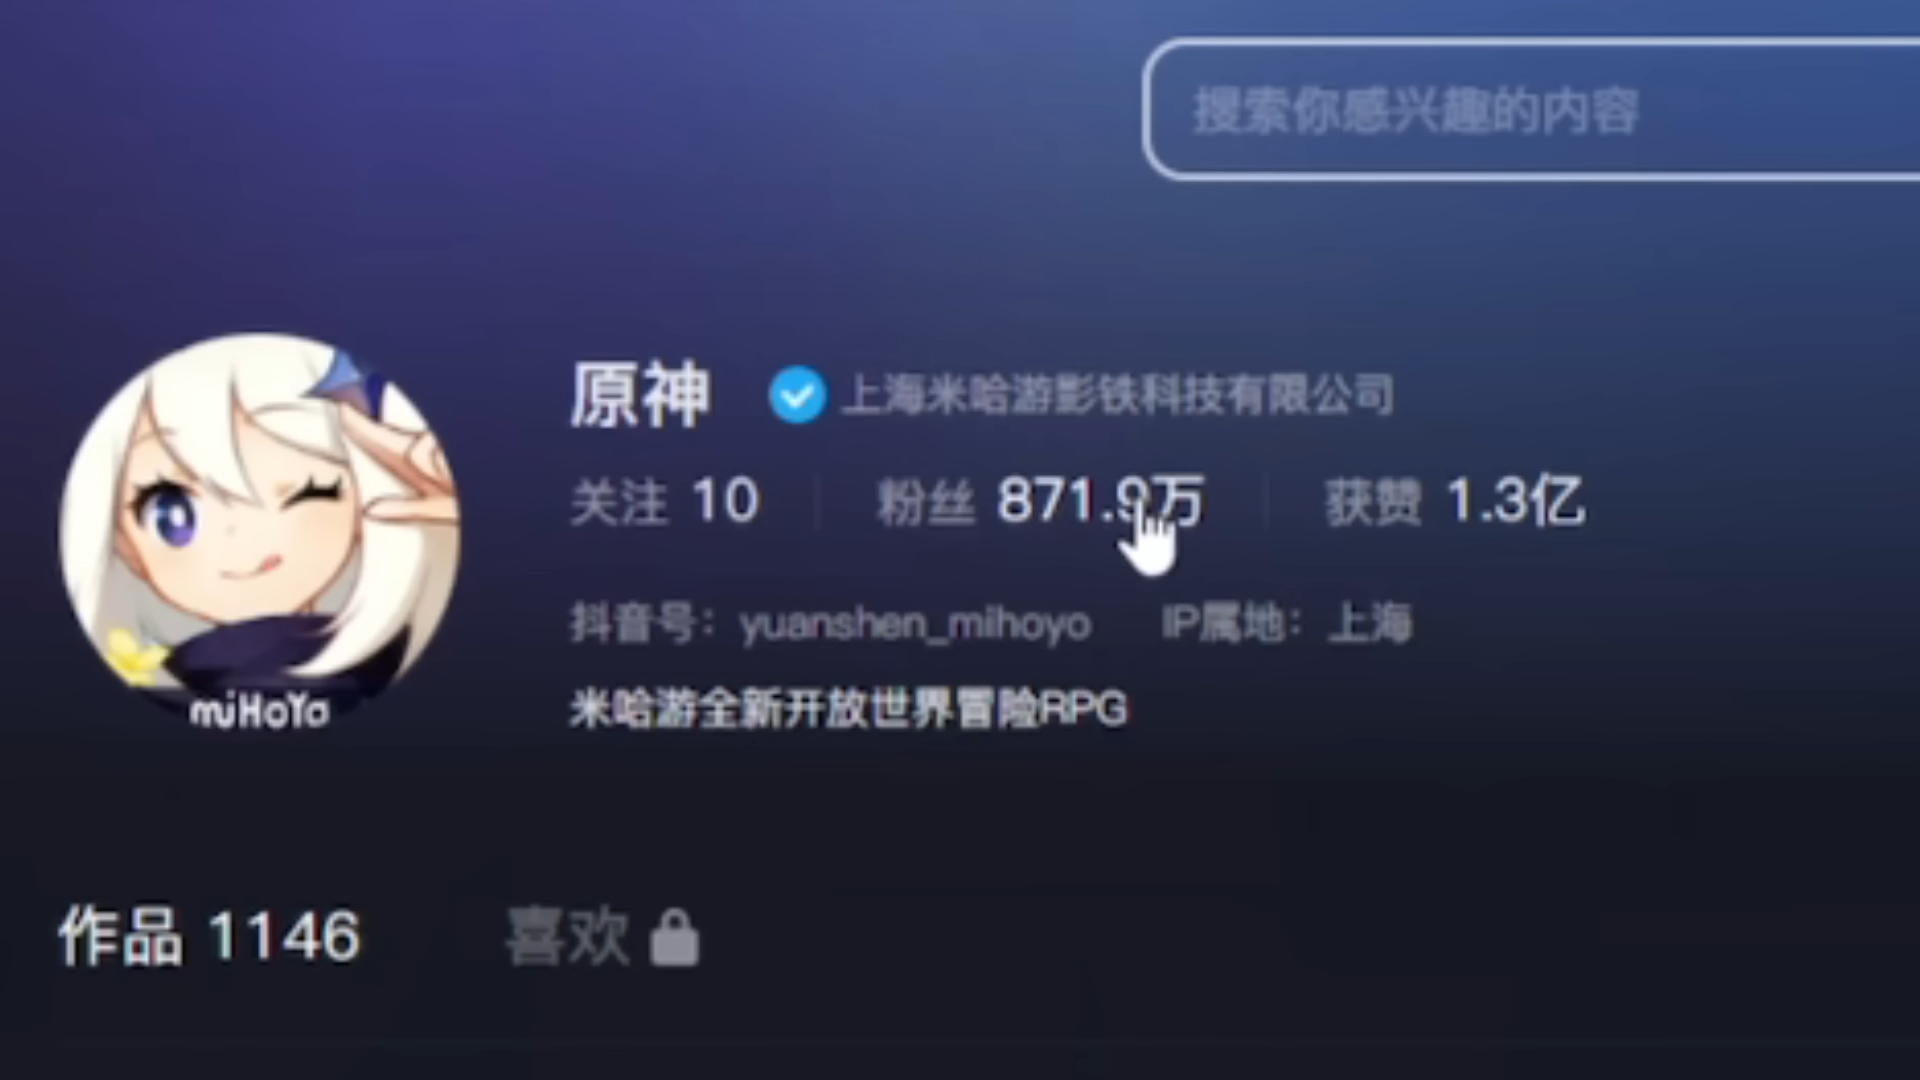 搜索你感兴趣的内容
原神 上海米哈游影铁科技有限公司
关注 10 粉丝 871.9万 获赞 1.3亿
抖音号：yuanshen_mihoyo IP属地：上海
miHoYo
米哈游全新开放世界冒险RPG
作品 1146 喜欢